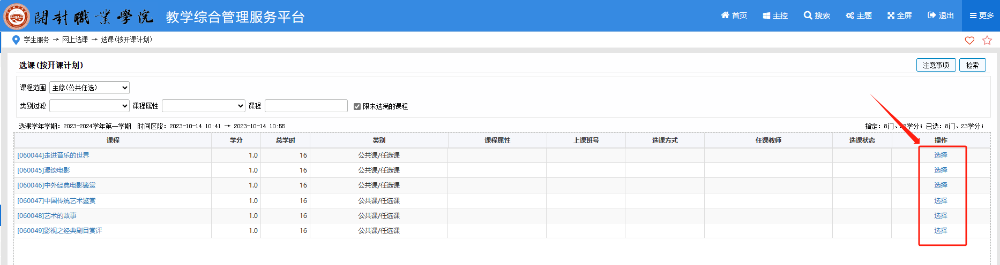 開封職業學院 教学综合管理服务平台 首页 主控 搜索 主题 全屏 退出 更多
学生服务 → 网上选课 → 选课(按开课计划)
选课(按开课计划) 注意事项 检索
课程范围 主修(公共任选)
类别过滤 课程属性 课程 限未选满的课程
选课学年学期：2023-2024学年第一学期 时间区段：2023-10-14 10:41 → 2023-10-14 10:55 指定：8门、学分；已选：8门、23学分；
课程 学分 总学时 类别 课程属性 上课班号 选课方式 任课教师 选课状态 操作
[060044]走进音乐的世界 1.0 16 公共课/任选课 选择
[060045]漫谈电影 1.0 16 公共课/任选课 选择
[060046]中外经典电影鉴赏 1.0 16 公共课/任选课 选择
[060047]中国传统艺术鉴赏 1.0 16 公共课/任选课 选择
[060048]艺术的故事 1.0 16 公共课/任选课 选择
[060049]影视之经典剧目赏评 1.0 16 公共课/任选课 选择